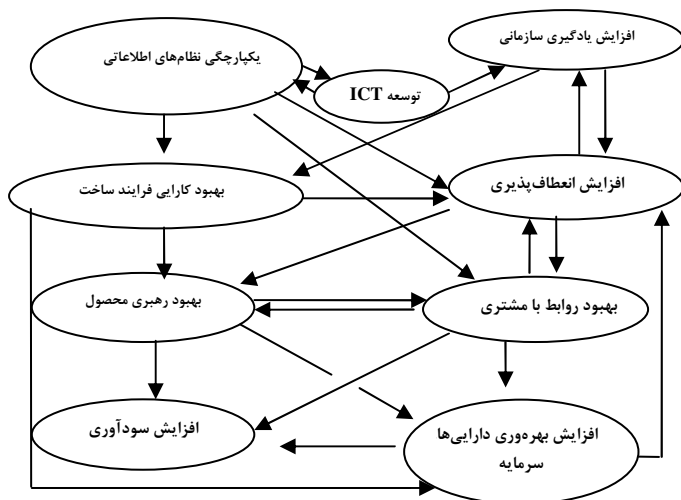 افزایش یادگیری سازمانی
یکپارچگی نظام‌های اطلاعاتی
توسعه ICT
افزایش انعطاف‌پذیری
بهبود کارایی فرایند ساخت
بهبود روابط با مشتری
بهبود رهبری محصول
افزایش بهره‌وری دارایی‌ها
سرمایه
افزایش سودآوری